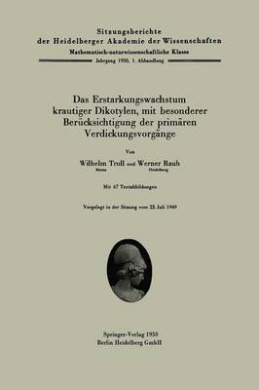 Sitzungsberichte
der Heidelberger Akademie der Wissenschaften
Mathematisch-naturwissenschaftliche Klasse
Jahrgang 1950, 1. Abhandlung
Das Erstarkungswachstum
krautiger Dikotylen, mit besonderer
Berücksichtigung der primären
Verdickungsvorgänge
Von
Wilhelm Troll und Werner Rauh
Mainz Heidelberg
Mit 67 Textabbildungen
Vorgelegt in der Sitzung vom 23. Juli 1949
Springer-Verlag 1950
Berlin Heidelberg GmbH